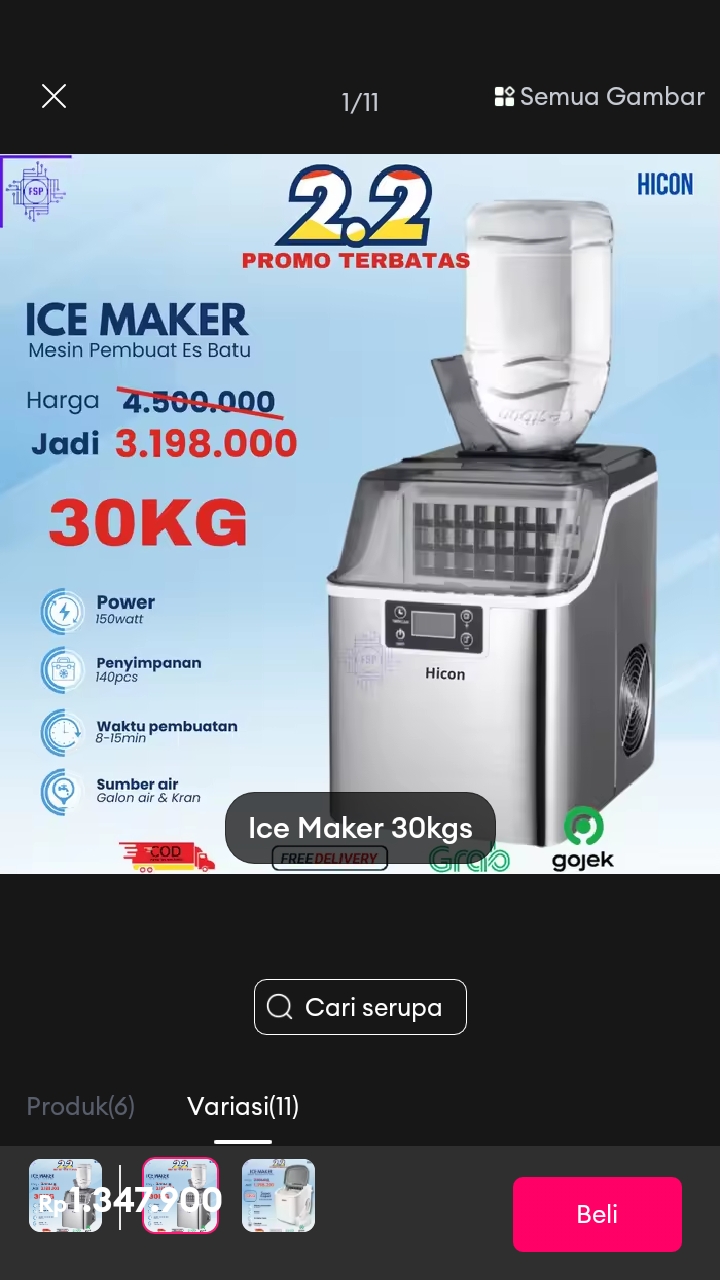 1/11
Semua Gambar
FSP
2.2
PROMO TERBATAS
HICON
ICE MAKER
Mesin Pembuat Es Batu
Harga 4.500.000
Jadi 3.198.000
30KG
Power
150watt
Penyimpanan
140pcs
Waktu pembuatan
8-15min
Sumber air
Galon air & Kran
FSP
Hicon
Ice Maker 30kgs
COD
FREE DELIVERY
Grab
gojek
Cari serupa
Produk(6)
Variasi(11)
Rp1.347.900
Beli